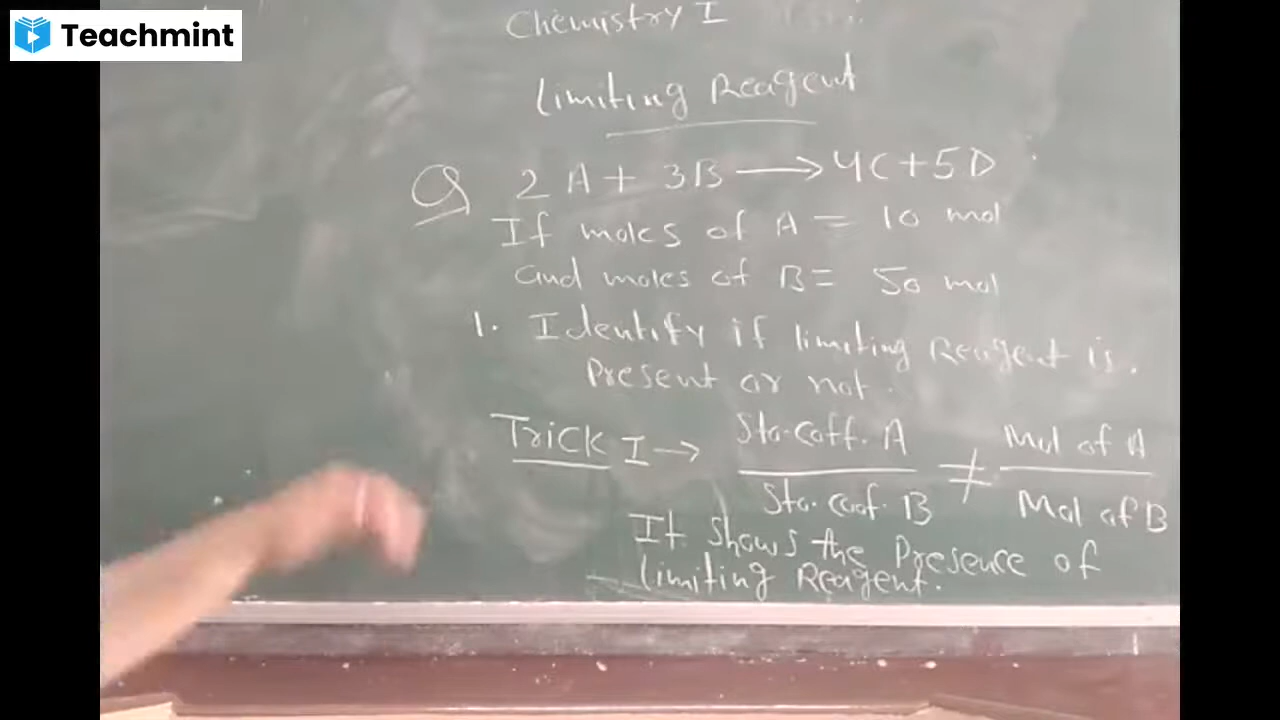 Teachmint
Chemistry I
Limiting Reagent
Q 2A + 3B → 4C + 5D
If moles of A = 10 mol
and moles of B = 50 mol
1. Identify if limiting Reagent is.
Present or not.
Trick I → Sto. coff. A / Sto. coof. B ≠ Mol of A / Mol of B
It shows the Presence of
limiting Reagent.